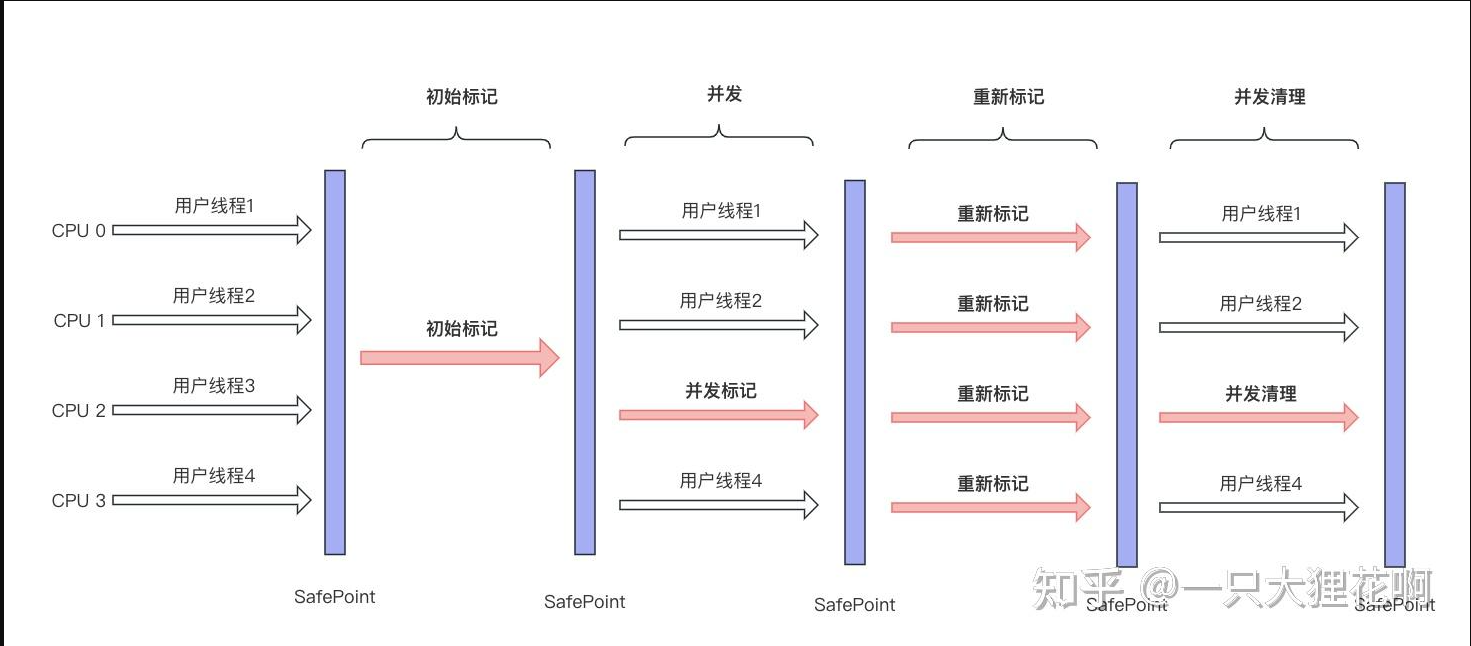 初始标记
并发
重新标记
并发清理
CPU 0
用户线程1
用户线程1
重新标记
用户线程1
CPU 1
用户线程2
用户线程2
重新标记
用户线程2
初始标记
CPU 2
用户线程3
并发标记
重新标记
并发清理
CPU 3
用户线程4
用户线程4
重新标记
用户线程4
SafePoint
SafePoint
SafePoint
SafePoint
SafePoint
知乎 @一只大狸花啊